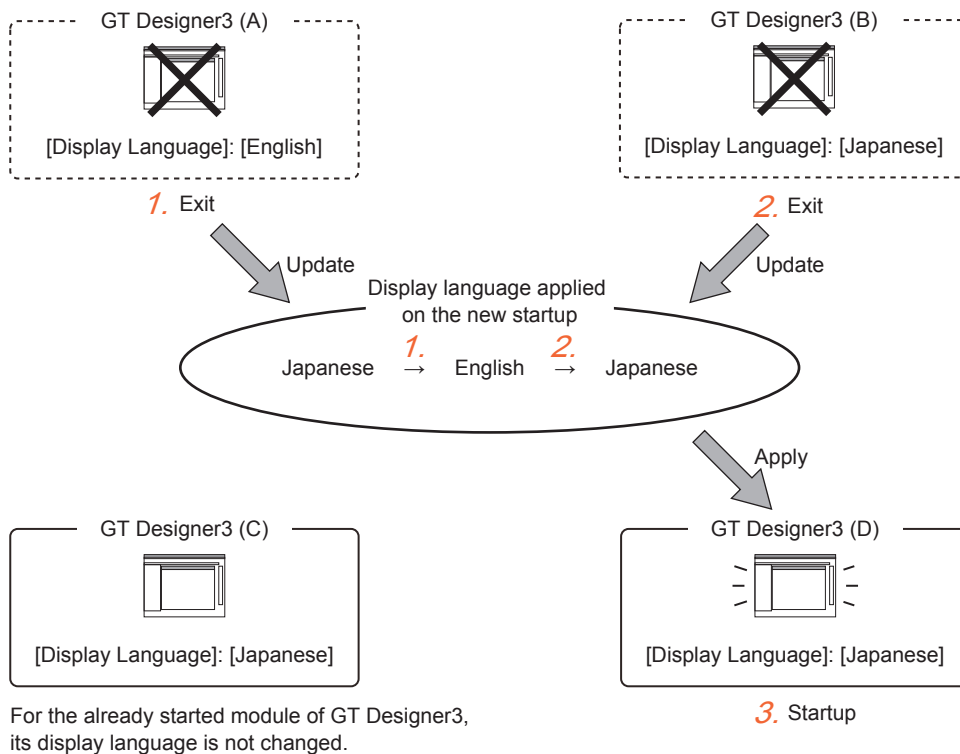 GT Designer3 (A)
[Display Language]: [English]
1. Exit
GT Designer3 (B)
[Display Language]: [Japanese]
2. Exit
Update
Update
Display language applied
on the new startup
1. 2.
Japanese → English → Japanese
Apply
GT Designer3 (C)
[Display Language]: [Japanese]
For the already started module of GT Designer3,
its display language is not changed.
GT Designer3 (D)
[Display Language]: [Japanese]
3. Startup